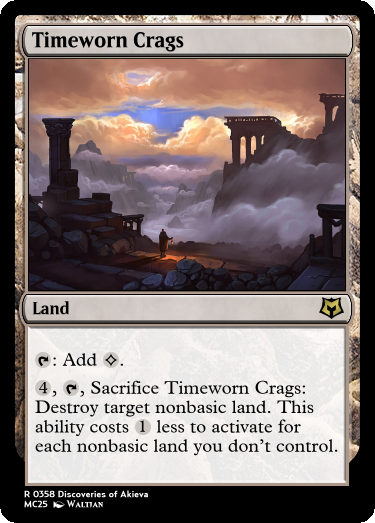 Timeworn Crags
Land
: Add .
4, , Sacrifice Timeworn Crags:
Destroy target nonbasic land. This
ability costs 1 less to activate for
each nonbasic land you don't control.
R 0358 Discoveries of Akieva
MC25 Waltian